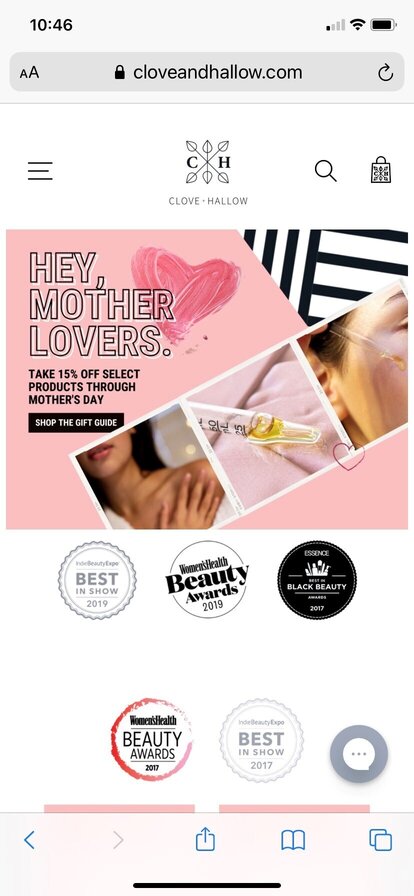 10:46
AA
cloveandhallow.com
C H
CLOVE · HALLOW
HEY,
MOTHER
LOVERS.
TAKE 15% OFF SELECT
PRODUCTS THROUGH
MOTHER'S DAY
SHOP THE GIFT GUIDE
IndieBeautyExpo
BEST
IN SHOW
2019
Women'sHealth
Beauty
Awards
2019
ESSENCE
BEST IN
BLACK BEAUTY
AWARDS
2017
Women'sHealth
BEAUTY
AWARDS
2017
IndieBeautyExpo
BEST
IN SHOW
2017